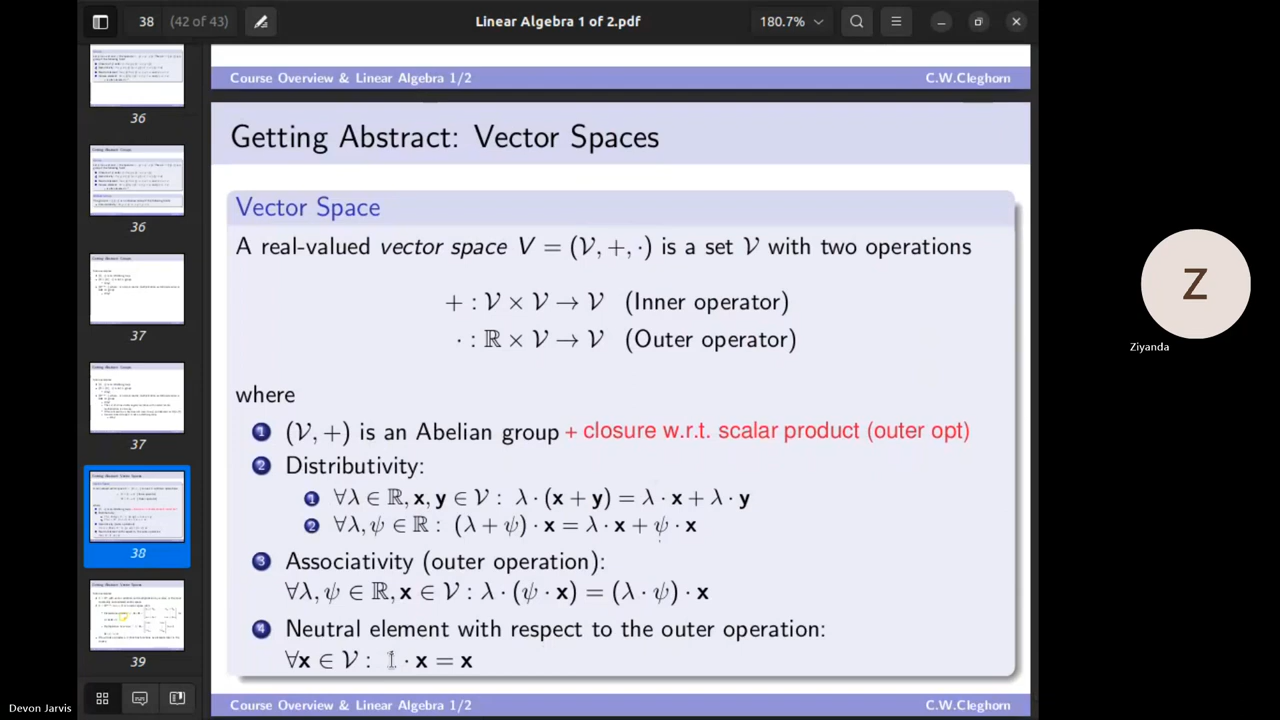 38 (42 of 43)
Linear Algebra 1 of 2.pdf
180.7%
Course Overview & Linear Algebra 1/2
C.W.Cleghorn
36
36
37
37
38
39
Getting Abstract: Vector Spaces
Vector Space
A real-valued vector space V = (𝒱, +, ·) is a set 𝒱 with two operations
+ : 𝒱 × 𝒱 → 𝒱 (Inner operator)
· : ℝ × 𝒱 → 𝒱 (Outer operator)
where
1 (𝒱, +) is an Abelian group + closure w.r.t. scalar product (outer opt)
2 Distributivity:
1 ∀λ ∈ ℝ, x, y ∈ 𝒱 : λ · (x + y) = λ · x + λ · y
2 ∀λ, ψ ∈ ℝ : (λ + ψ) · x = λ · x + ψ · x
3 Associativity (outer operation):
∀λ, ψ ∈ ℝ, x ∈ 𝒱 : λ · (ψ · x) = (λ · ψ) · x
4 Neutral element with respect to the outer operation:
∀x ∈ 𝒱 : 1 · x = x
Course Overview & Linear Algebra 1/2
C.W.Cleghorn
Z
Ziyanda
Devon Jarvis